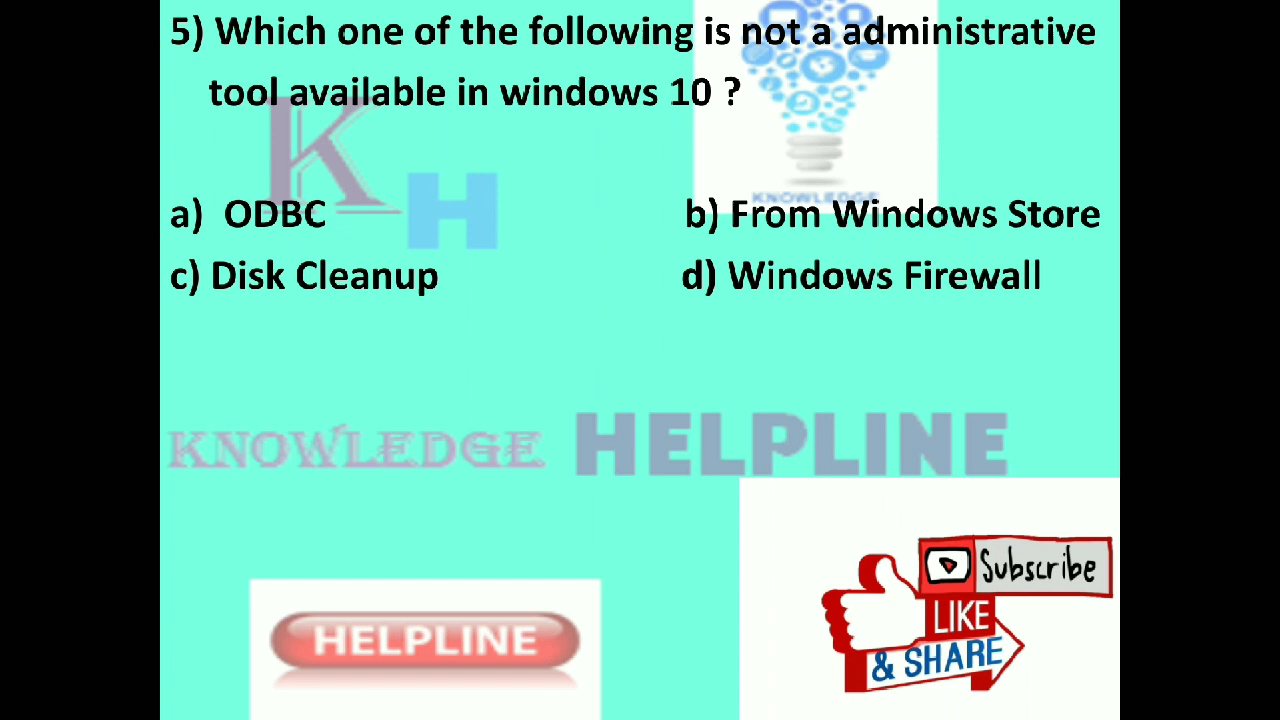 5) Which one of the following is not a administrative
tool available in windows 10 ?
KNOWLEDGE
a) ODBC b) From Windows Store
K H
c) Disk Cleanup d) Windows Firewall
KNOWLEDGE HELPLINE
Subscribe
LIKE
& SHARE
HELPLINE